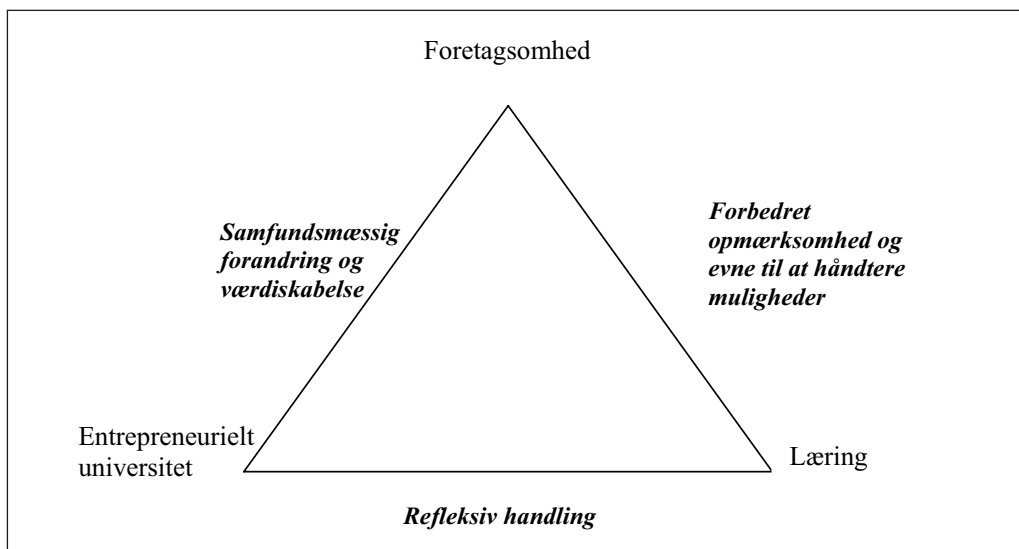 Foretagsomhed
Samfundsmæssig
forandring og
værdiskabelse
Forbedret
opmærksomhed og
evne til at håndtere
muligheder
Entrepreneurielt
universitet
Læring
Refleksiv handling